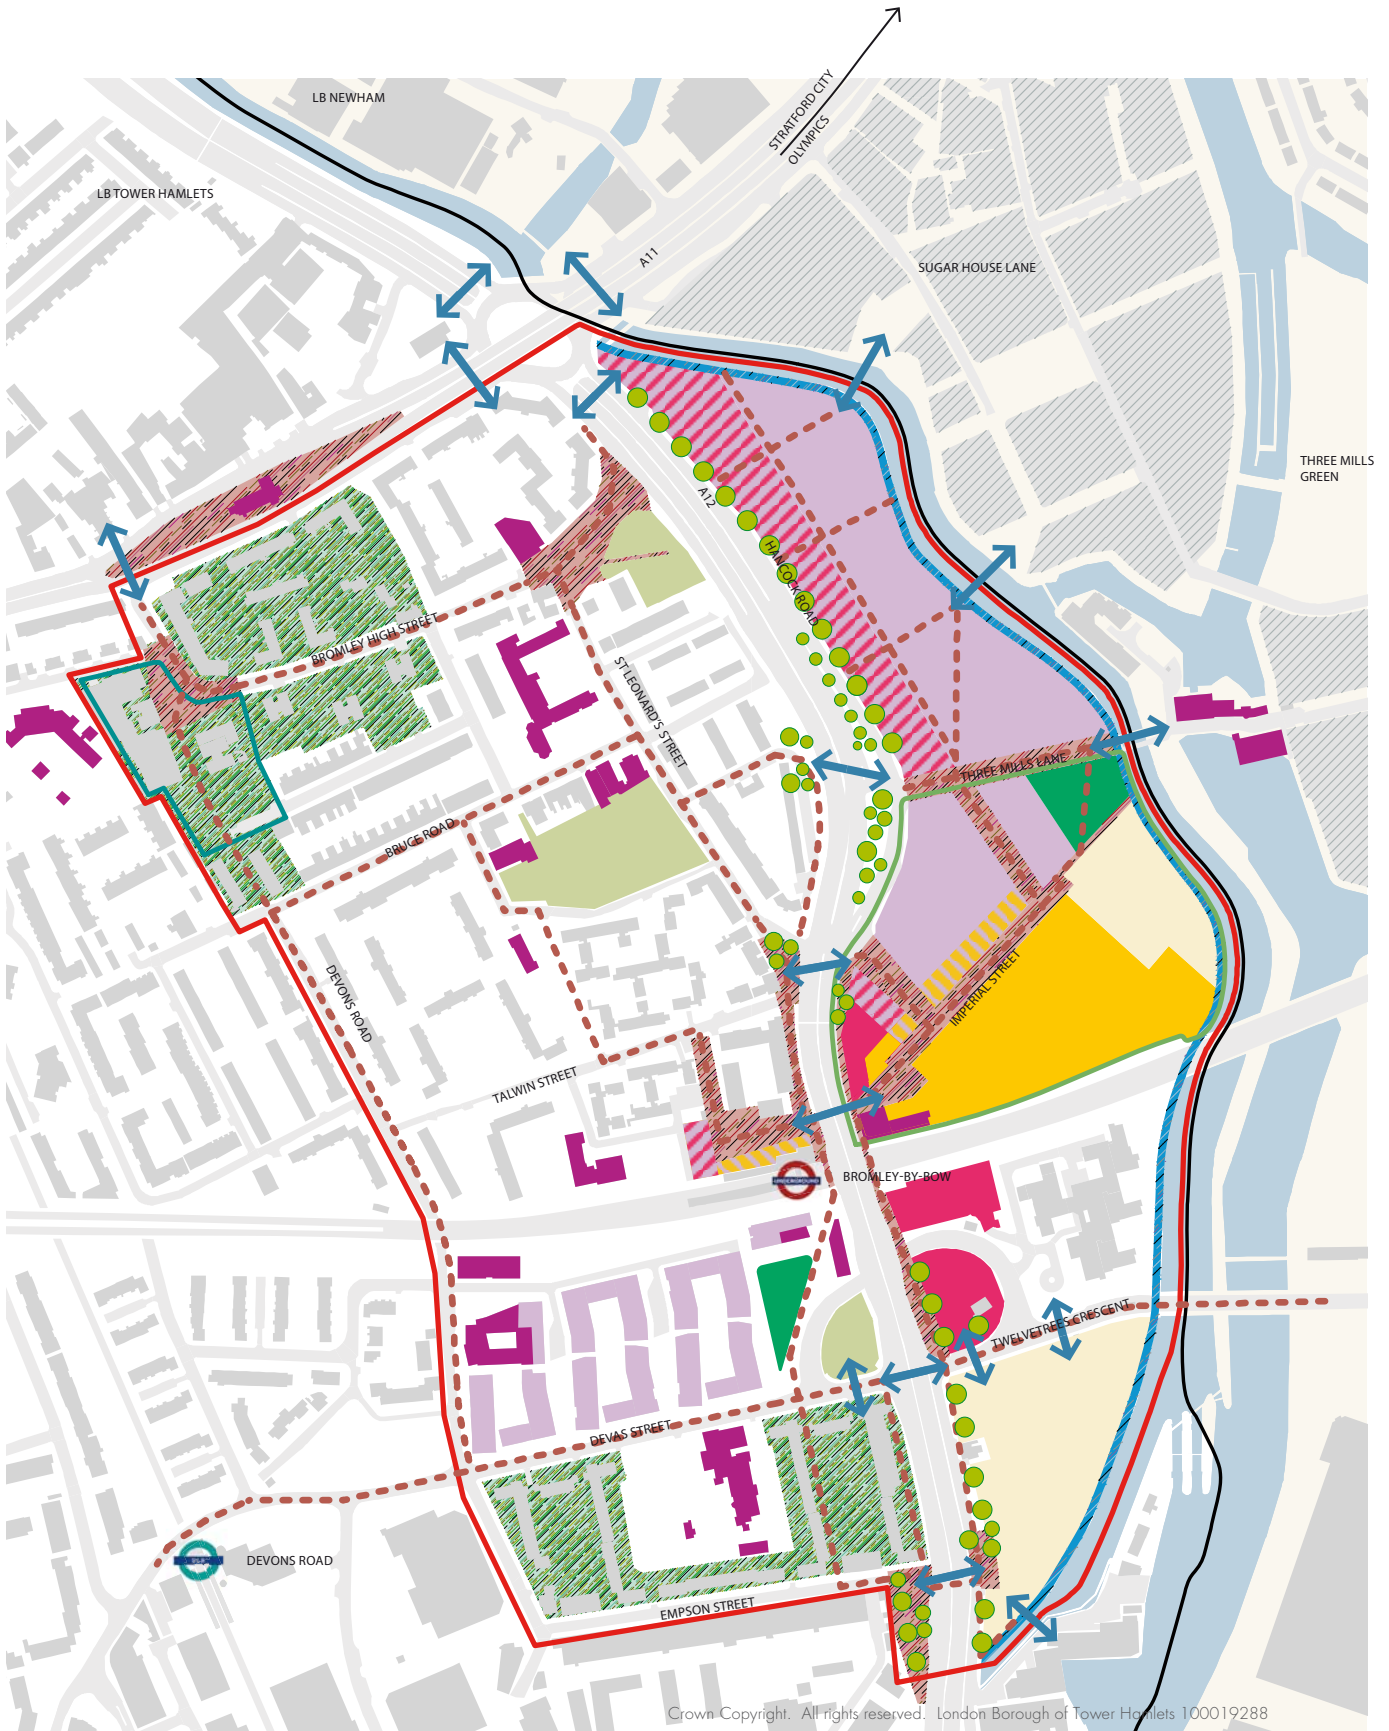 LB NEWHAM
STRATFORD CITY
OLYMPICS
LB TOWER HAMLETS
A11
SUGAR HOUSE LANE
THREE MILLS
GREEN
A12
HANCOCK ROAD
BROMLEY HIGH STREET
ST LEONARD'S STREET
THREE MILLS LANE
BRUCE ROAD
DEVONS ROAD
IMPERIAL STREET
TALWIN STREET
UNDERGROUND
BROMLEY-BY-BOW
TWELVETREES CRESCENT
DEVAS STREET
DLR
DEVONS ROAD
EMPSON STREET
Crown Copyright. All rights reserved. London Borough of Tower Hamlets 100019288